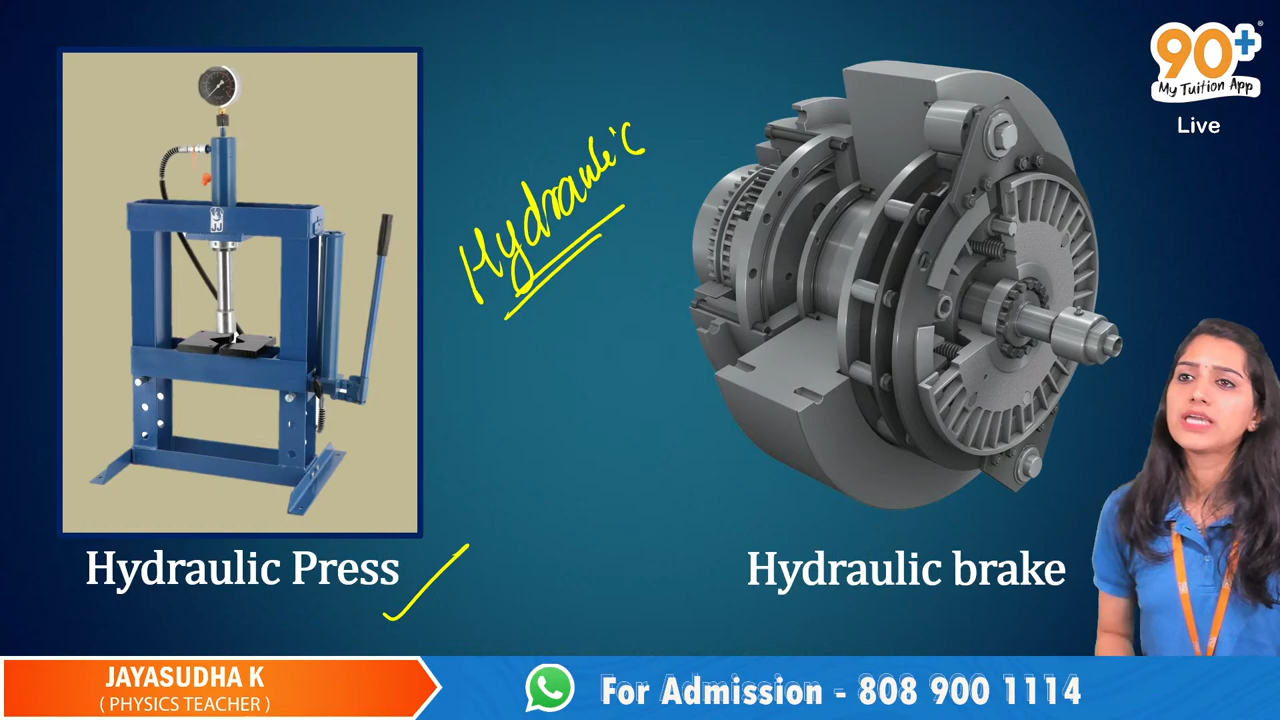 90+
My Tuition App
Live
Hydraulic
Hydraulic Press
Hydraulic brake
JAYASUDHA K
( PHYSICS TEACHER )
For Admission - 808 900 1114